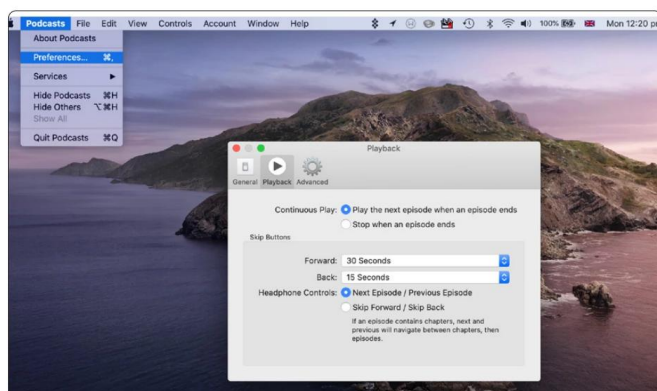 Podcasts File Edit View Controls Account Window Help 100% Mon 12:20 p
About Podcasts
Preferences... ⌘,
Services
Hide Podcasts ⌘H
Hide Others ⌥⌘H
Show All
Quit Podcasts ⌘Q
Playback
General Playback Advanced
Continuous Play: Play the next episode when an episode ends
Stop when an episode ends
Skip Buttons
Forward: 30 Seconds
Back: 15 Seconds
Headphone Controls: Next Episode / Previous Episode
Skip Forward / Skip Back
If an episode contains chapters, next and
previous will navigate between chapters, then
episodes.